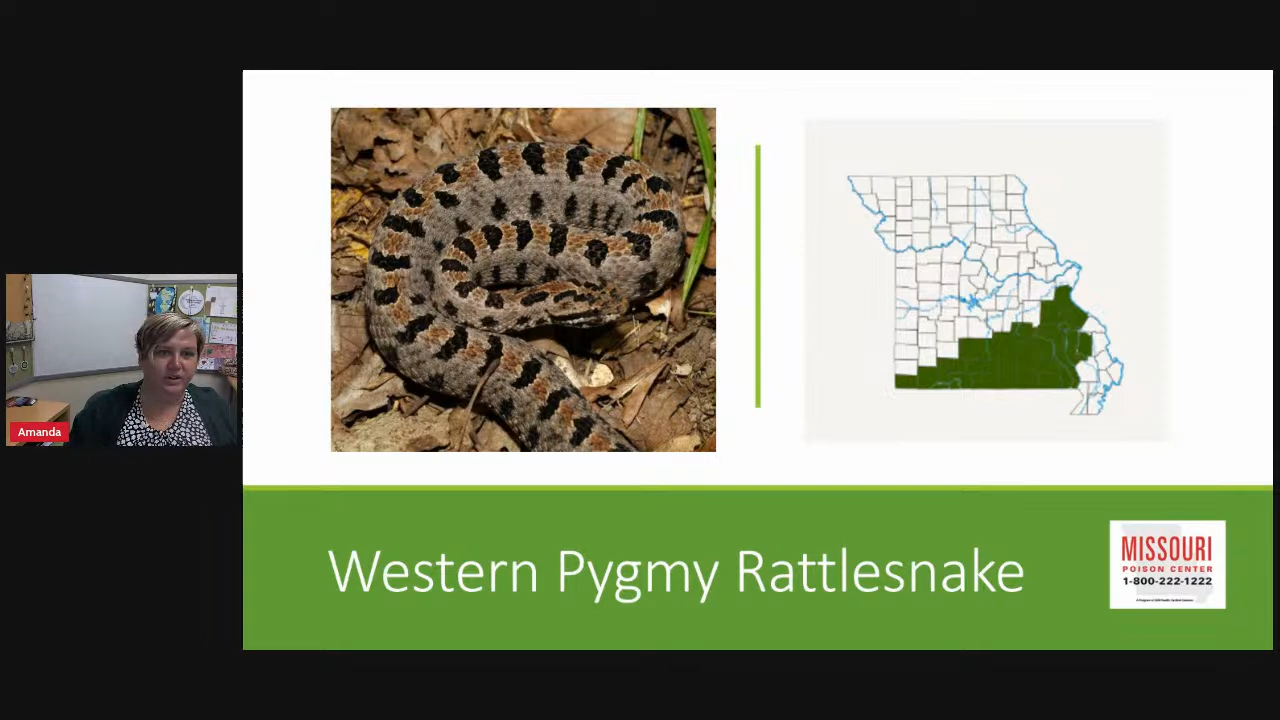 Amanda
Western Pygmy Rattlesnake
MISSOURI
POISON CENTER
1-800-222-1222